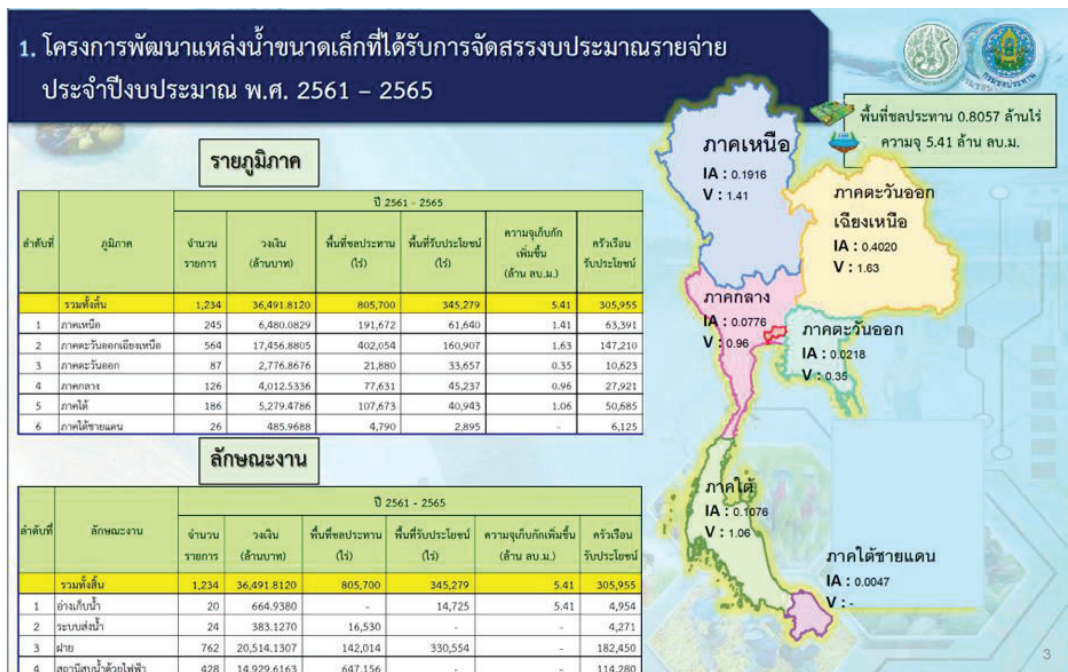 1. โครงการพัฒนาแหล่งน้ำขนาดเล็กที่ได้รับการจัดสรรงบประมาณรายจ่าย
ประจำปีงบประมาณ พ.ศ. 2561 – 2565
กรมชลประทาน
พื้นที่ชลประทาน 0.8057 ล้านไร่
ความจุ 5.41 ล้าน ลบ.ม.
รายภูมิภาค
ลำดับที่ ภูมิภาค ปี 2561 - 2565
จำนวนรายการ วงเงิน (ล้านบาท) พื้นที่ชลประทาน (ไร่) พื้นที่รับประโยชน์ (ไร่) ความจุเก็บกักเพิ่มขึ้น (ล้าน ลบ.ม.) ครัวเรือนรับประโยชน์
รวมทั้งสิ้น 1,234 36,491.8120 805,700 345,279 5.41 305,955
1 ภาคเหนือ 245 6,480.0829 191,672 61,640 1.41 63,391
2 ภาคตะวันออกเฉียงเหนือ 564 17,456.8805 402,054 160,907 1.63 147,210
3 ภาคตะวันออก 87 2,776.8676 21,880 33,657 0.35 10,623
4 ภาคกลาง 126 4,012.5336 77,631 45,237 0.96 27,921
5 ภาคใต้ 186 5,279.4786 107,673 40,943 1.06 50,685
6 ภาคใต้ชายแดน 26 485.9688 4,790 2,895 - 6,125
ลักษณะงาน
ลำดับที่ ลักษณะงาน ปี 2561 - 2565
จำนวนรายการ วงเงิน (ล้านบาท) พื้นที่ชลประทาน (ไร่) พื้นที่รับประโยชน์ (ไร่) ความจุเก็บกักเพิ่มขึ้น (ล้าน ลบ.ม.) ครัวเรือนรับประโยชน์
รวมทั้งสิ้น 1,234 36,491.8120 805,700 345,279 5.41 305,955
1 อ่างเก็บน้ำ 20 664.9380 - 14,725 5.41 4,954
2 ระบบส่งน้ำ 24 383.1270 16,530 - - 4,271
3 ฝาย 762 20,514.1307 142,014 330,554 - 182,450
4 สถานีสูบน้ำด้วยไฟฟ้า 428 14,929.6163 647,156 - - 114,280
ภาคเหนือ
IA : 0.1916
V : 1.41
ภาคตะวันออก
เฉียงเหนือ
IA : 0.4020
V : 1.63
ภาคกลาง
IA : 0.0776
V : 0.96
ภาคตะวันออก
IA : 0.0218
V : 0.35
ภาคใต้
IA : 0.1076
V : 1.06
ภาคใต้ชายแดน
IA : 0.0047
V : -
3